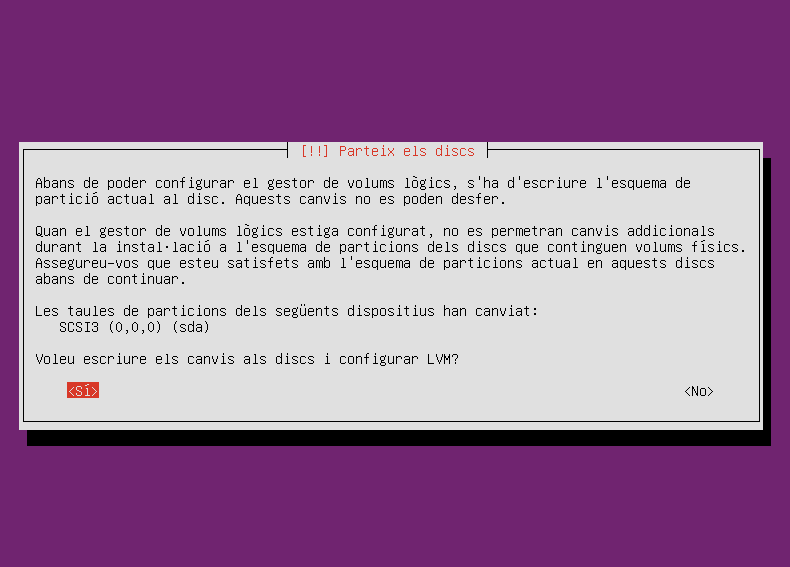 [!!] Parteix els discs
Abans de poder configurar el gestor de volums lògics, s'ha d'escriure l'esquema de
partició actual al disc. Aquests canvis no es poden desfer.
Quan el gestor de volums lògics estiga configurat, no es permetran canvis addicionals
durant la instal·lació a l'esquema de particions dels discs que continguen volums físics.
Assegureu-vos que esteu satisfets amb l'esquema de particions actual en aquests discs
abans de continuar.
Les taules de particions dels següents dispositius han canviat:
SCSI3 (0,0,0) (sda)
Voleu escriure els canvis als discs i configurar LVM?
<Sí> <No>